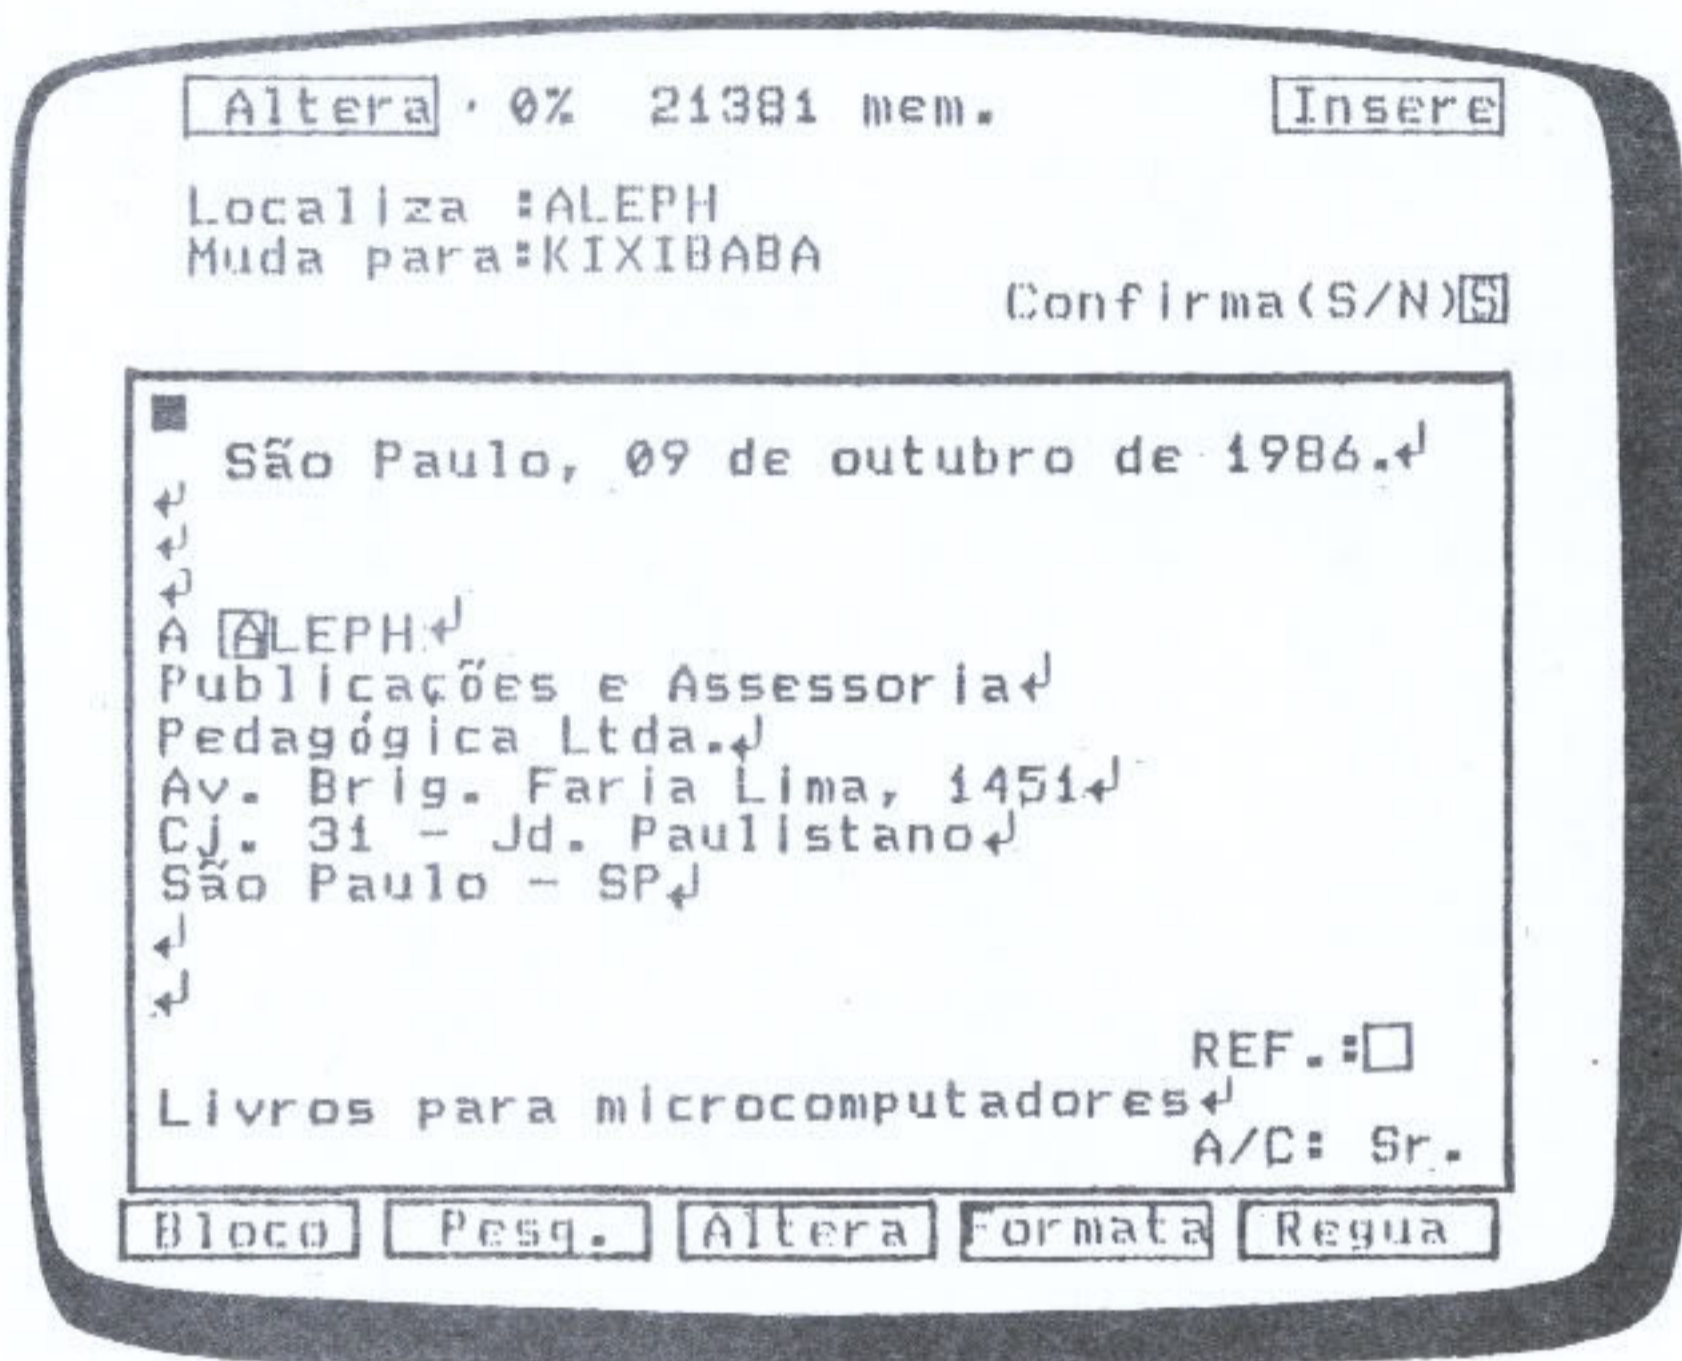 Altera 0% 21381 mem. Insere
Localiza :ALEPH
Muda para:KIXIBABA
Confirma(S/N)S
São Paulo, 09 de outubro de 1986.↵
↵
↵
↵
A ALEPH↵
Publicações e Assessoria↵
Pedagógica Ltda.↵
Av. Brig. Faria Lima, 1451↵
Cj. 31 - Jd. Paulistano↵
São Paulo - SP↵
↵
↵
REF.:
Livros para microcomputadores↵
A/C: Sr.
Bloco Pesq. Altera Formata Regua